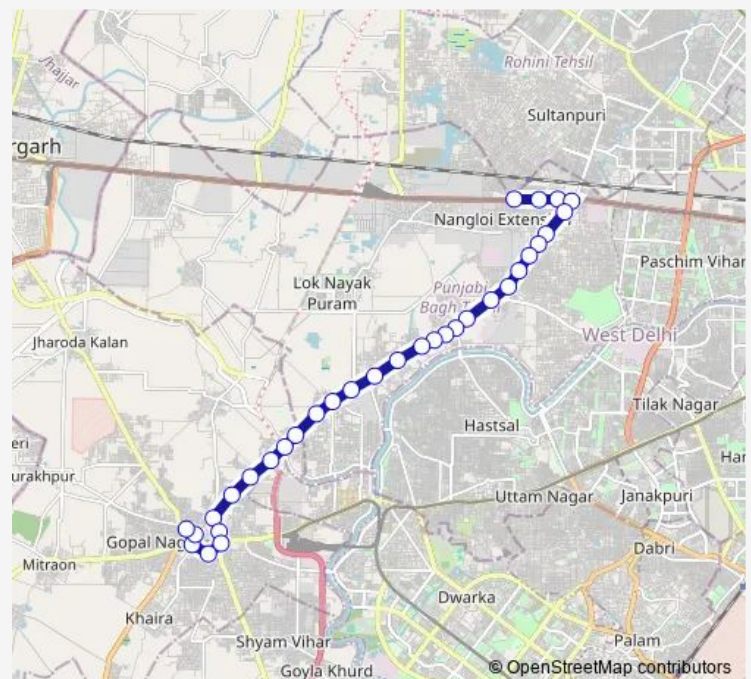 Rohini Tehsil
Jhajjar
Sultanpuri
rgarh
Nangloi Extens
Paschim Vihar
Lok Nayak
Puram
Punjabi
Bagh T
West Delhi
Jharoda Kalan
Tilak Nagar
Hastsal
eri
Har
urakhpur
Uttam Nagar
Janakpuri
Gopal Nag
Dabri
Mitraon
Dwarka
Khaira
Shyam Vihar
Palam
Goyla Khurd
© OpenStreetMap contributors